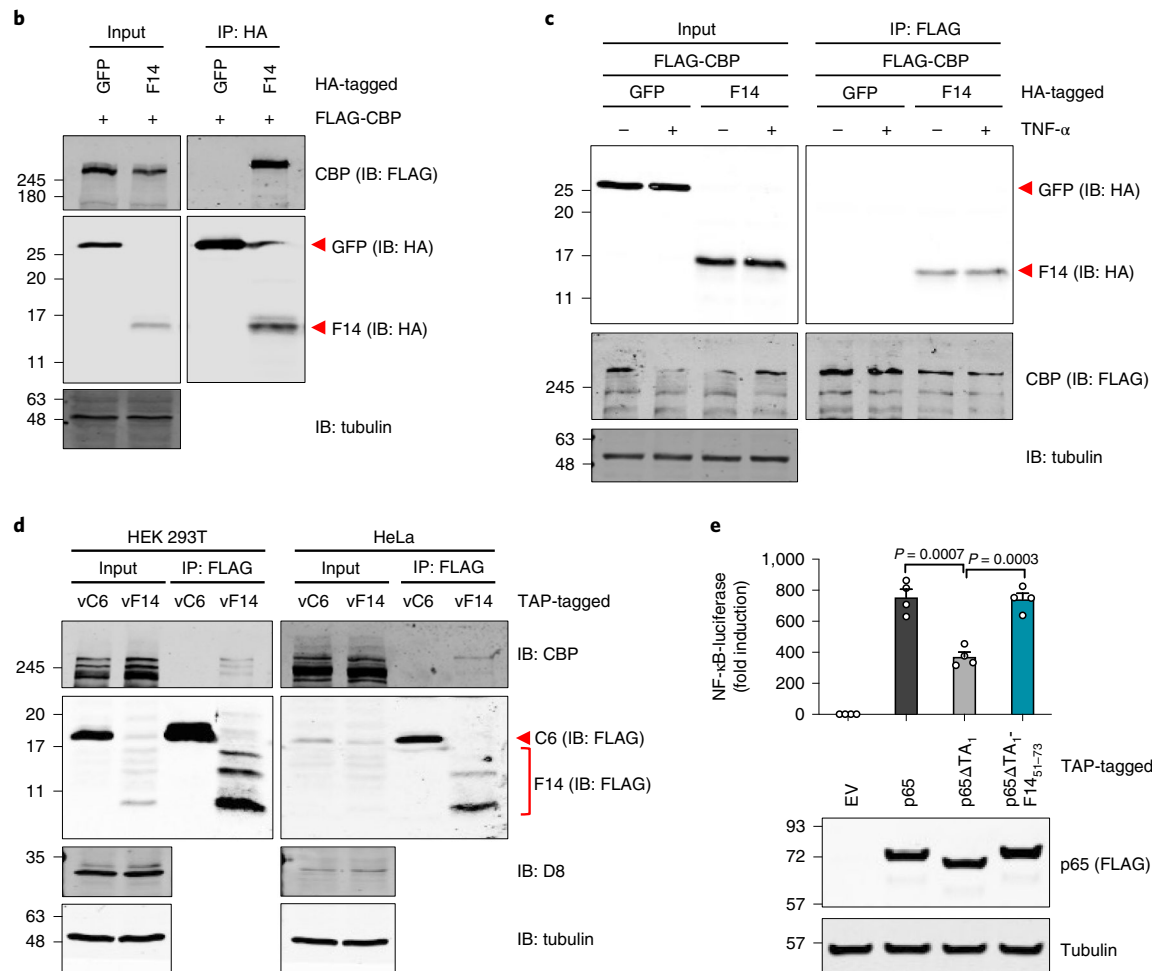 b
Input IP: HA
GFP F14 GFP F14 HA-tagged
+ + + + FLAG-CBP
245
180
CBP (IB: FLAG)
25
20
17
11
GFP (IB: HA)
F14 (IB: HA)
63
48
IB: tubulin
c
Input IP: FLAG
FLAG-CBP FLAG-CBP
GFP F14 GFP F14 HA-tagged
– + – + – + – + TNF-α
25
20
17
11
GFP (IB: HA)
F14 (IB: HA)
245
CBP (IB: FLAG)
63
48
IB: tubulin
d
HEK 293T HeLa
Input IP: FLAG Input IP: FLAG
vC6 vF14 vC6 vF14 vC6 vF14 vC6 vF14 TAP-tagged
245
IB: CBP
20
17
11
C6 (IB: FLAG)
F14 (IB: FLAG)
35
IB: D8
63
48
IB: tubulin
e
NF-κB-luciferase
(fold induction)
1,000
800
600
400
200
0
P = 0.0007 P = 0.0003
EV p65 p65ΔTA1 p65ΔTA1-
F1451–73
TAP-tagged
93
72
57
p65 (FLAG)
57
Tubulin